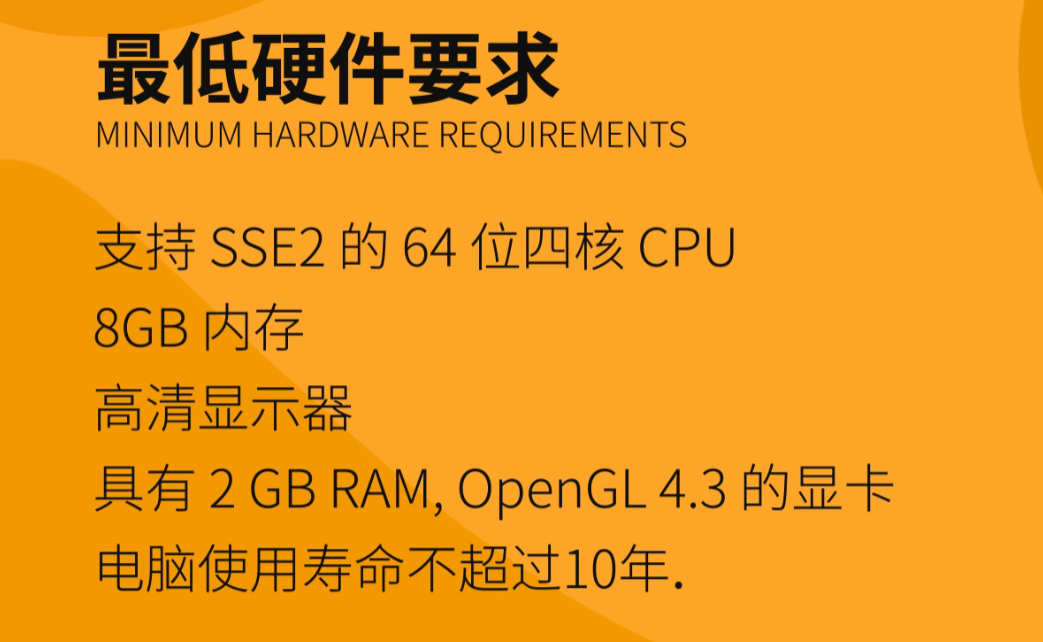 最低硬件要求
MINIMUM HARDWARE REQUIREMENTS
支持 SSE2 的 64 位四核 CPU
8GB 内存
高清显示器
具有 2 GB RAM, OpenGL 4.3 的显卡
电脑使用寿命不超过10年.